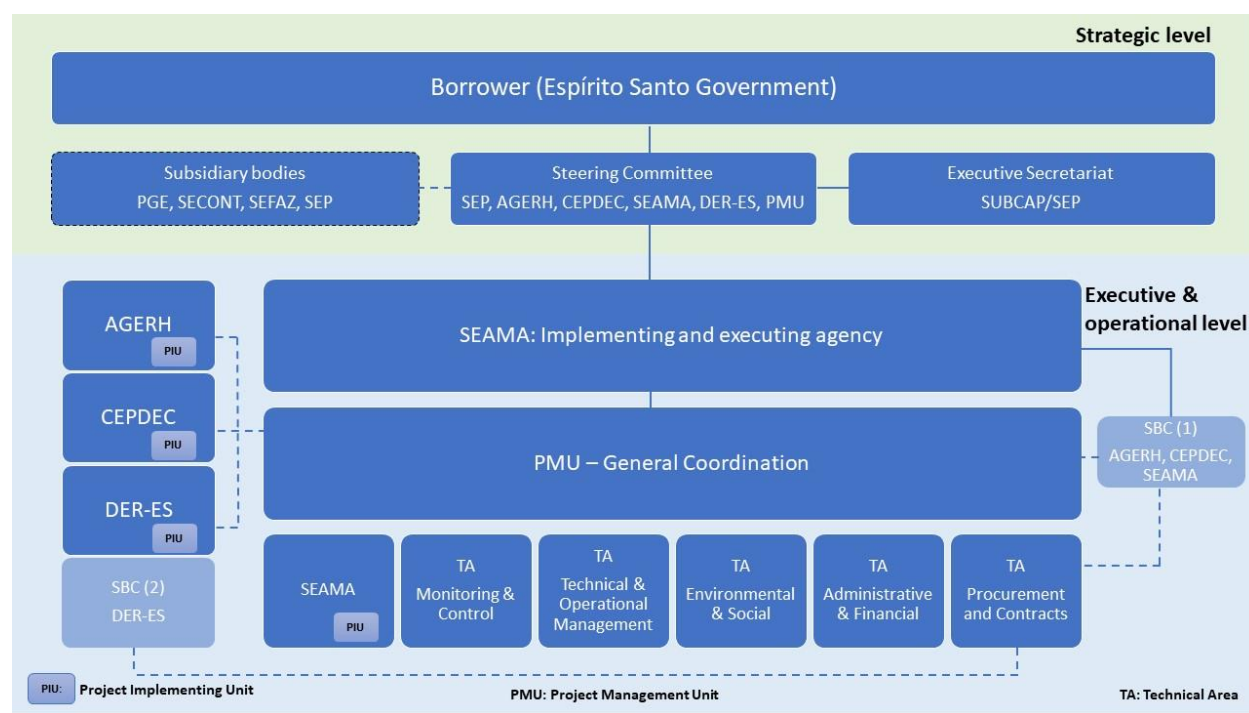 Strategic level
Borrower (Espírito Santo Government)
Subsidiary bodies
PGE, SECONT, SEFAZ, SEP
Steering Committee
SEP, AGERH, CEPDEC, SEAMA, DER-ES, PMU
Executive Secretariat
SUBCAP/SEP
Executive &
operational level
AGERH
PIU
CEPDEC
PIU
DER-ES
PIU
SBC (2)
DER-ES
SEAMA: Implementing and executing agency
PMU – General Coordination
SBC (1)
AGERH, CEPDEC,
SEAMA
SEAMA
PIU
TA
Monitoring &
Control
TA
Technical &
Operational
Management
TA
Environmental
& Social
TA
Administrative
& Financial
TA
Procurement
and Contracts
PIU: Project Implementing Unit
PMU: Project Management Unit
TA: Technical Area